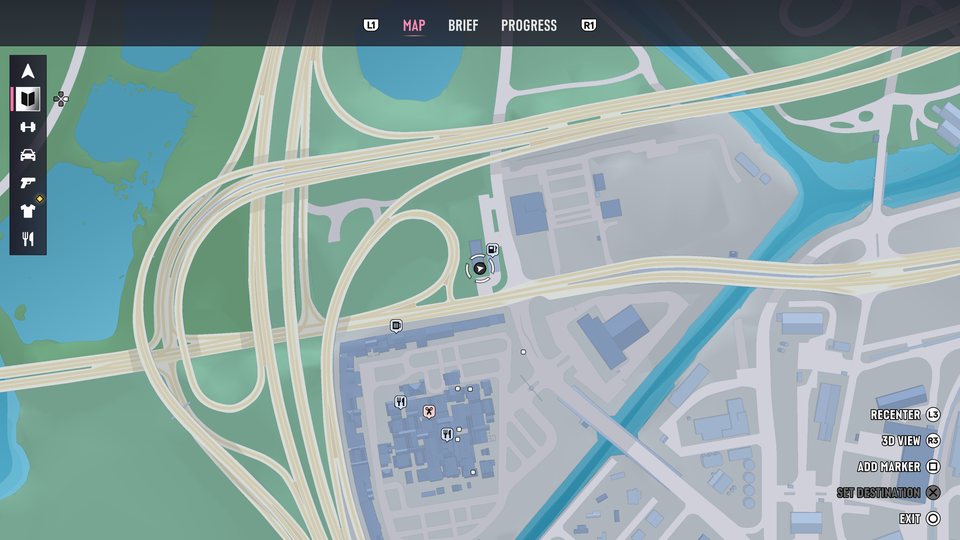 L1 MAP BRIEF PROGRESS R1
RECENTER L3
3D VIEW R3
ADD MARKER
SET DESTINATION
EXIT